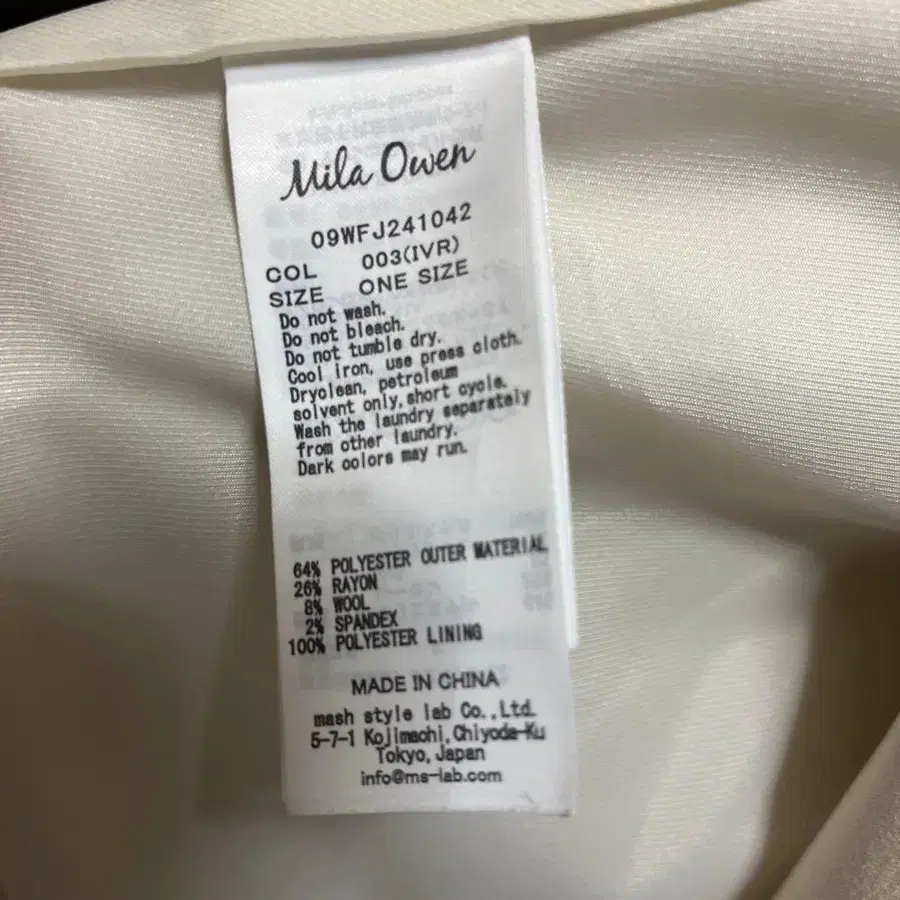 Mila Owen
09WFJ241042
COL 003(IVR)
SIZE ONE SIZE
Do not wash.
Do not bleach.
Do not tumble dry.
Cool iron, use press cloth.
Dryclean, petroleum
solvent only, short cycle.
Wash the laundry separately
from other laundry.
Dark colors may run.
64% POLYESTER OUTER MATERIAL
26% RAYON
8% WOOL
2% SPANDEX
100% POLYESTER LINING
MADE IN CHINA
mash style lab Co.,Ltd.
5-7-1 Kojimachi, Chiyoda-Ku
Tokyo, Japan
info@ms-lab.com